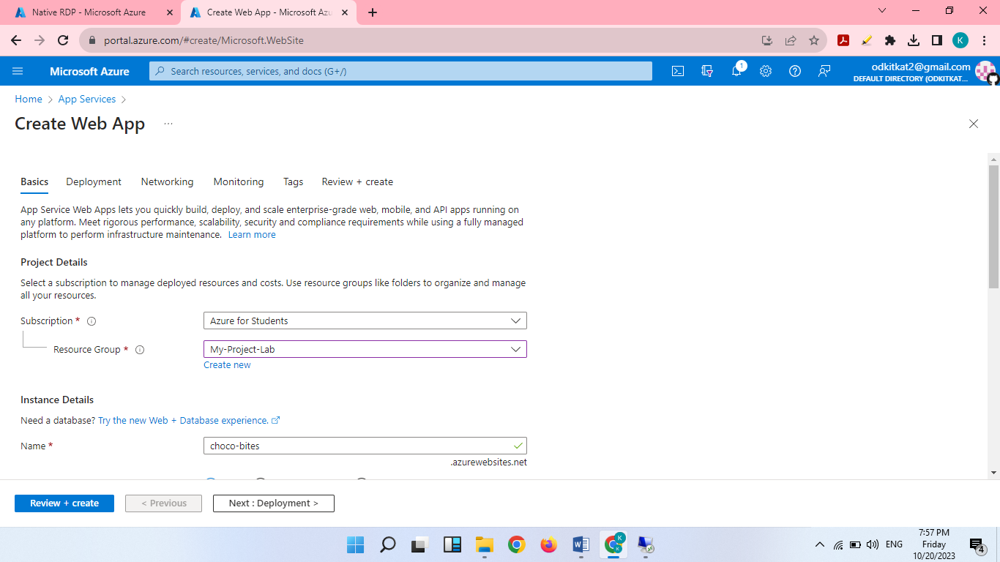 Native RDP - Microsoft Azure
Create Web App - Microsoft Azu
portal.azure.com/#create/Microsoft.WebSite
K
Microsoft Azure
Search resources, services, and docs (G+/)
1
odkitkat2@gmail.com
DEFAULT DIRECTORY (ODKITKAT...
Home > App Services >
Create Web App ...
Basics Deployment Networking Monitoring Tags Review + create
App Service Web Apps lets you quickly build, deploy, and scale enterprise-grade web, mobile, and API apps running on
any platform. Meet rigorous performance, scalability, security and compliance requirements while using a fully managed
platform to perform infrastructure maintenance. Learn more
Project Details
Select a subscription to manage deployed resources and costs. Use resource groups like folders to organize and manage
all your resources.
Subscription *
Azure for Students
Resource Group *
My-Project-Lab
Create new
Instance Details
Need a database? Try the new Web + Database experience.
Name *
choco-bites
.azurewebsites.net
Review + create
< Previous
Next : Deployment >
K
ENG
7:57 PM
Friday
10/20/2023
4